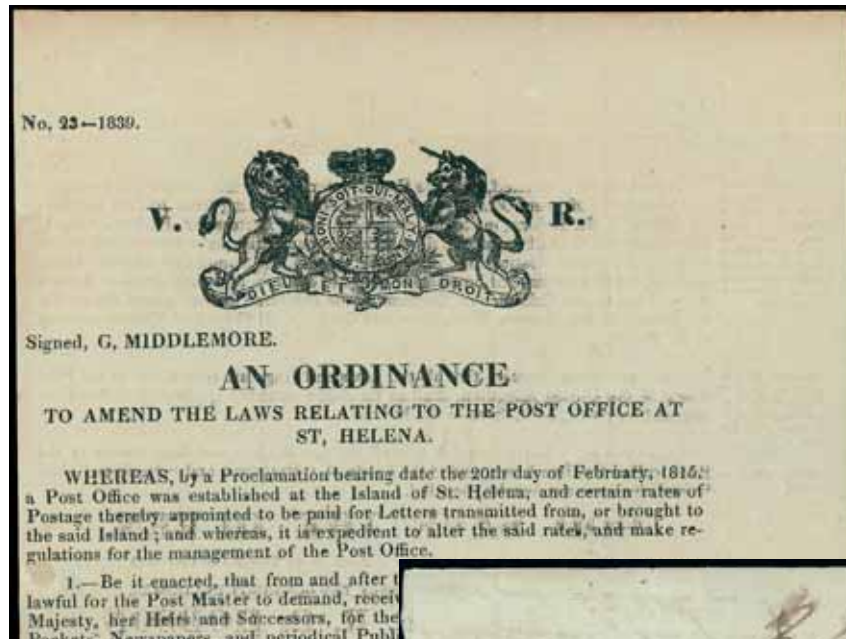 No. 23—1839.
V. R.
HONI·SOIT·QUI·MAL·Y·
DIEU ET MON DROIT
Signed, G, MIDDLEMORE.
AN ORDINANCE
TO AMEND THE LAWS RELATING TO THE POST OFFICE AT
ST, HELENA.
WHEREAS, by a Proclamation bearing date the 20th day of February, 1815,
a Post Office was established at the Island of St. Helena, and certain rates of
Postage thereby appointed to be paid for Letters transmitted from, or brought to
the said Island; and whereas, it is expedient to alter the said rates, and make re-
gulations for the management of the Post Office.
1.—Be it enacted, that from and after
lawful for the Post Master to demand,
Majesty, her Heirs and Successors, for the
Packets, Newspapers, and periodical